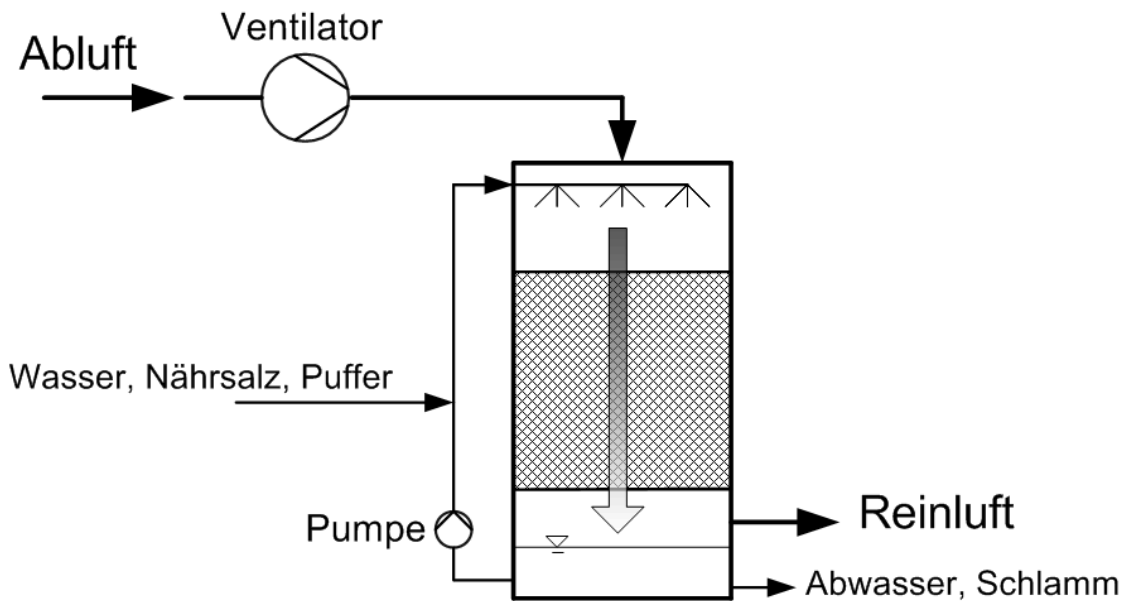 Ventilator
Abluft
Wasser, Nährsalz, Puffer
Pumpe
Reinluft
Abwasser, Schlamm